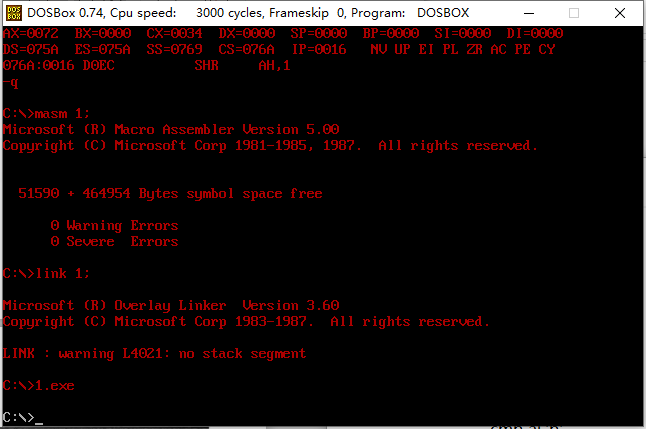 DOSBox 0.74, Cpu speed: 3000 cycles, Frameskip 0, Program: DOSBOX
AX=0072 BX=0000 CX=0034 DX=0000 SP=0000 BP=0000 SI=0000 DI=0000
DS=075A ES=075A SS=0769 CS=076A IP=0016 NV UP EI PL ZR AC PE CY
076A:0016 D0EC SHR AH,1
-q
C:\>masm 1;
Microsoft (R) Macro Assembler Version 5.00
Copyright (C) Microsoft Corp 1981-1985, 1987. All rights reserved.
51590 + 464954 Bytes symbol space free
0 Warning Errors
0 Severe Errors
C:\>link 1;
Microsoft (R) Overlay Linker Version 3.60
Copyright (C) Microsoft Corp 1983-1987. All rights reserved.
LINK : warning L4021: no stack segment
C:\>1.exe
C:\>_